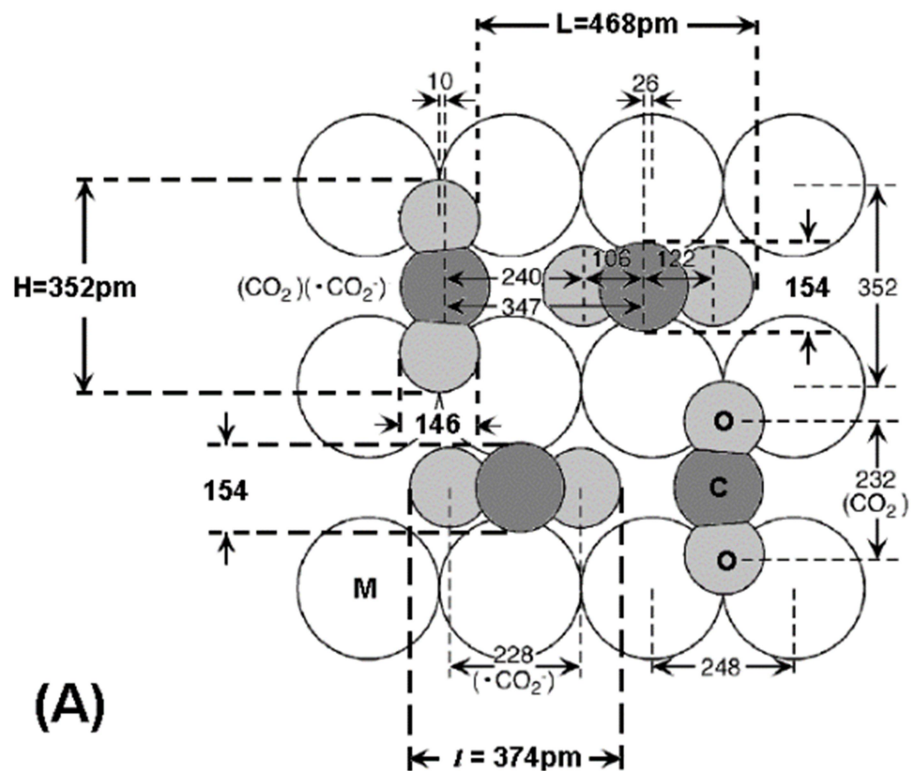 L=468pm
10
26
H=352pm
(CO₂)(·CO₂⁻)
240
106
122
347
154
352
146
O
154
C
232
(CO₂)
M
O
228
(·CO₂⁻)
248
(A)
l = 374pm